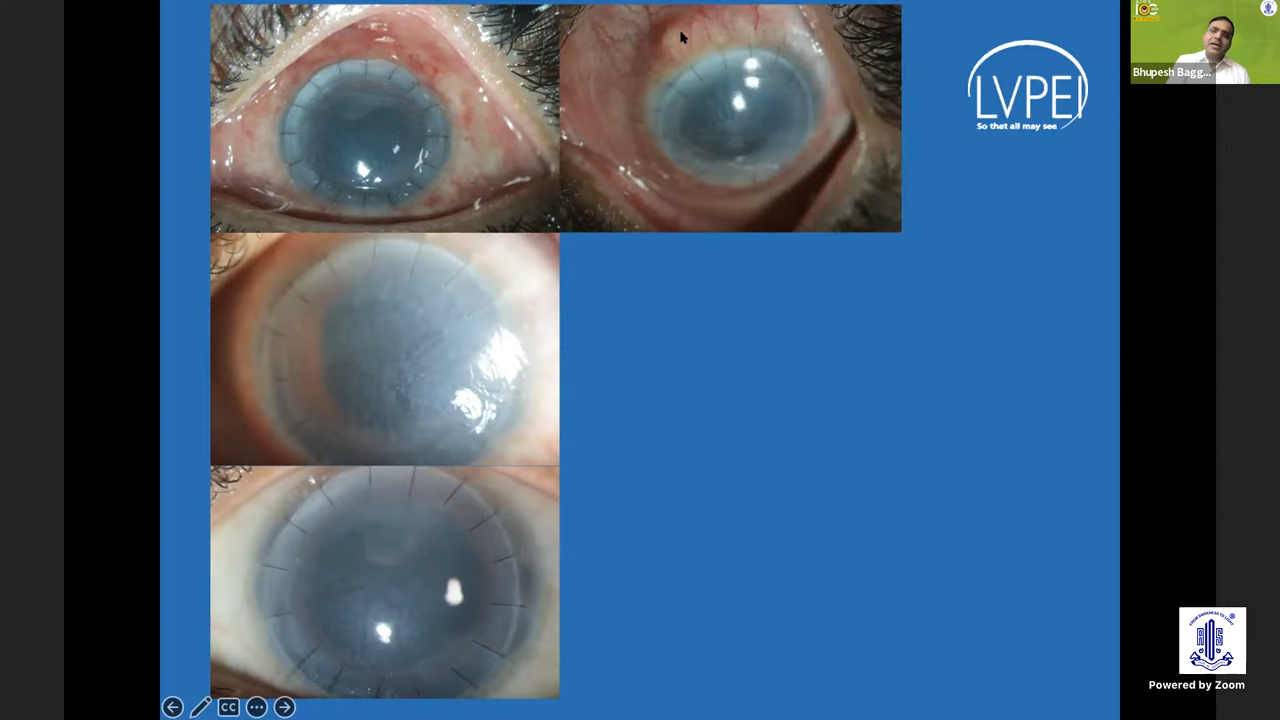 LVPEI
So that all may see
Bhupesh Bagg...
CC
Powered by Zoom